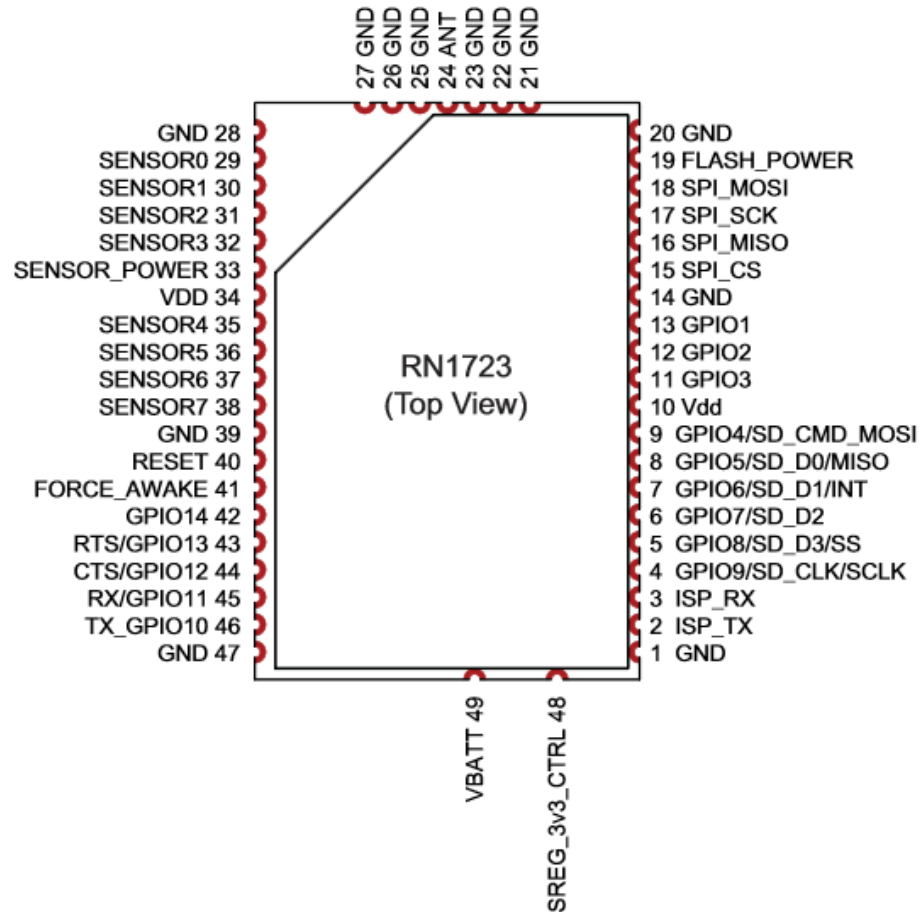 27 GND
26 GND
25 GND
24 ANT
23 GND
22 GND
21 GND
GND 28
SENSOR0 29
SENSOR1 30
SENSOR2 31
SENSOR3 32
SENSOR_POWER 33
VDD 34
SENSOR4 35
SENSOR5 36
SENSOR6 37
SENSOR7 38
GND 39
RESET 40
FORCE_AWAKE 41
GPIO14 42
RTS/GPIO13 43
CTS/GPIO12 44
RX/GPIO11 45
TX_GPIO10 46
GND 47
RN1723
(Top View)
20 GND
19 FLASH_POWER
18 SPI_MOSI
17 SPI_SCK
16 SPI_MISO
15 SPI_CS
14 GND
13 GPIO1
12 GPIO2
11 GPIO3
10 Vdd
9 GPIO4/SD_CMD_MOSI
8 GPIO5/SD_D0/MISO
7 GPIO6/SD_D1/INT
6 GPIO7/SD_D2
5 GPIO8/SD_D3/SS
4 GPIO9/SD_CLK/SCLK
3 ISP_RX
2 ISP_TX
1 GND
VBATT 49
SREG_3v3_CTRL 48